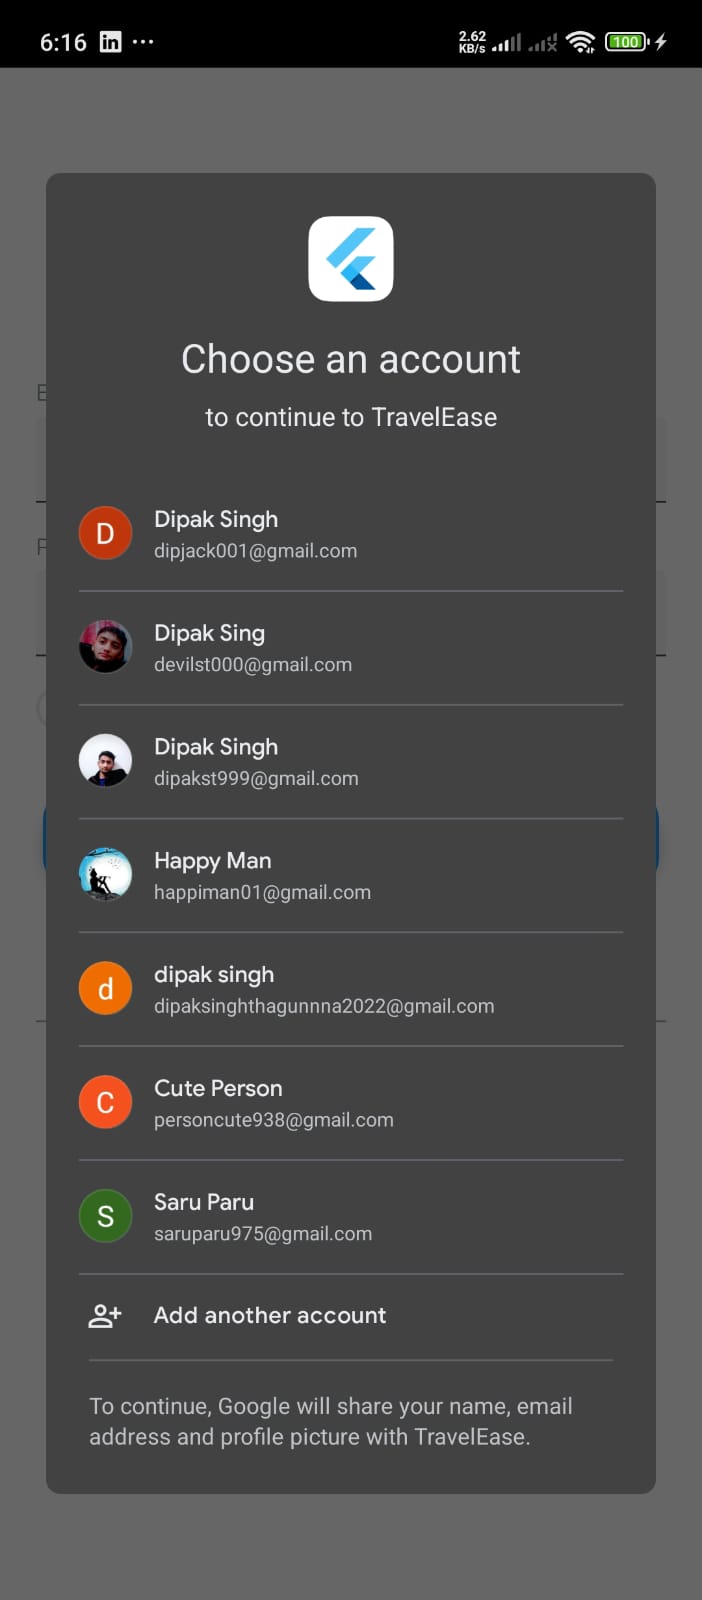 6:16 in ...
2.62
KB/s
100
Choose an account
to continue to TravelEase
E
P
D
Dipak Singh
dipjack001@gmail.com
Dipak Sing
devilst000@gmail.com
Dipak Singh
dipakst999@gmail.com
Happy Man
happiman01@gmail.com
d
dipak singh
dipaksinghthagunnna2022@gmail.com
C
Cute Person
personcute938@gmail.com
S
Saru Paru
saruparu975@gmail.com
Add another account
To continue, Google will share your name, email
address and profile picture with TravelEase.